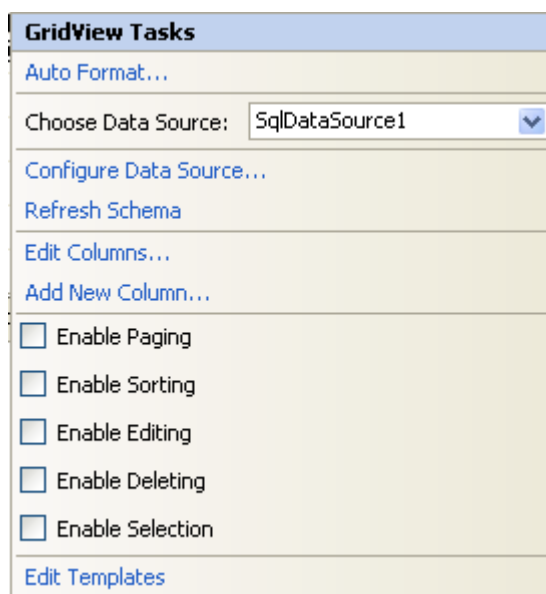 GridView Tasks
Auto Format...
Choose Data Source: SqlDataSource1
Configure Data Source...
Refresh Schema
Edit Columns...
Add New Column...
Enable Paging
Enable Sorting
Enable Editing
Enable Deleting
Enable Selection
Edit Templates